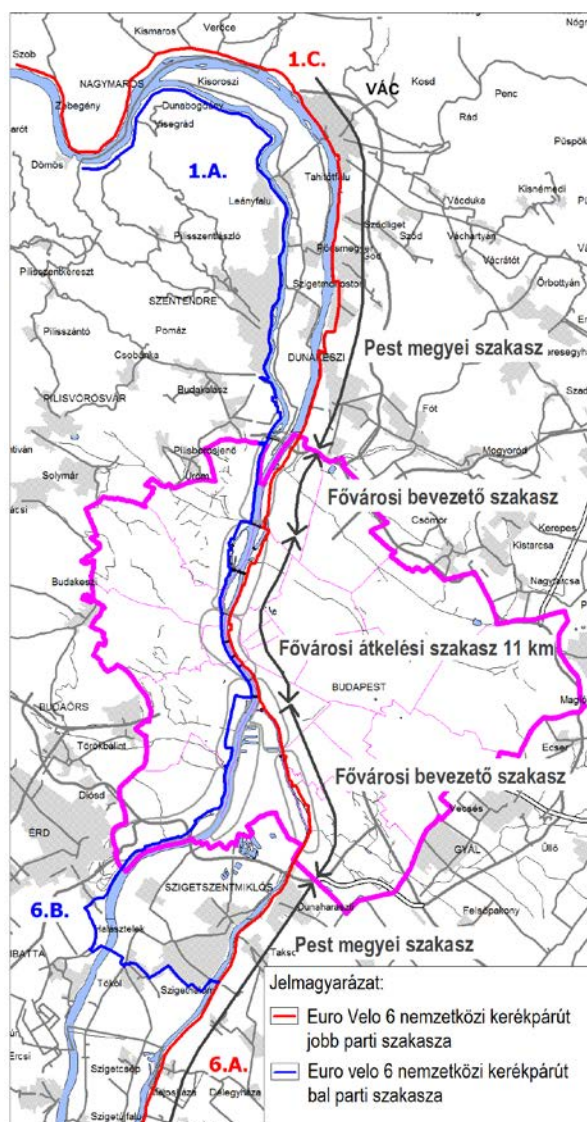 Kismaros
Verőce
Szob
1.C.
NAGYMAROS
Kisoroszi
Kosd
VÁC
Penc
Zebegény
Dunabogdány
Visegrád
Rád
Dömös
1.A.
Tahitótfalu
Kisnémedi
Leányfalu
Vácduka
Sződliget
Sződ
Váchartyán
Pilisszentlászló
Göd
Vácrátót
Őrbottyán
Pilisszentkereszt
Szigetmonostor
SZENTENDRE
Pilisszántó
Pomáz
DUNAKESZI
Pest megyei szakasz
Csobánka
Budakalász
PILISVÖRÖSVÁR
Fót
Pilisborosjenő
Mogyoród
Solymár
Üröm
Fővárosi bevezető szakasz
Csömör
Kerepes
Kistarcsa
Budakeszi
Nagytarcsa
Fővárosi átkelési szakasz 11 km
BUDAPEST
BUDAÖRS
Ecser
Törökbálint
Fővárosi bevezető szakasz
Diósd
Vecsés
ÉRD
GYÁL
Üllő
SZIGETSZENTMIKLÓS
6.B.
Dunaharaszti
Felsőpakony
Halásztelek
Pest megyei szakasz
Tököl
Szigethalom
Jelmagyarázat:
Euro Velo 6 nemzetközi kerékpárút
jobb parti szakasza
Ercsi
Szigetcsép
6.A.
Euro velo 6 nemzetközi kerékpárút
bal parti szakasza
Délegyháza
Szigetújfalu